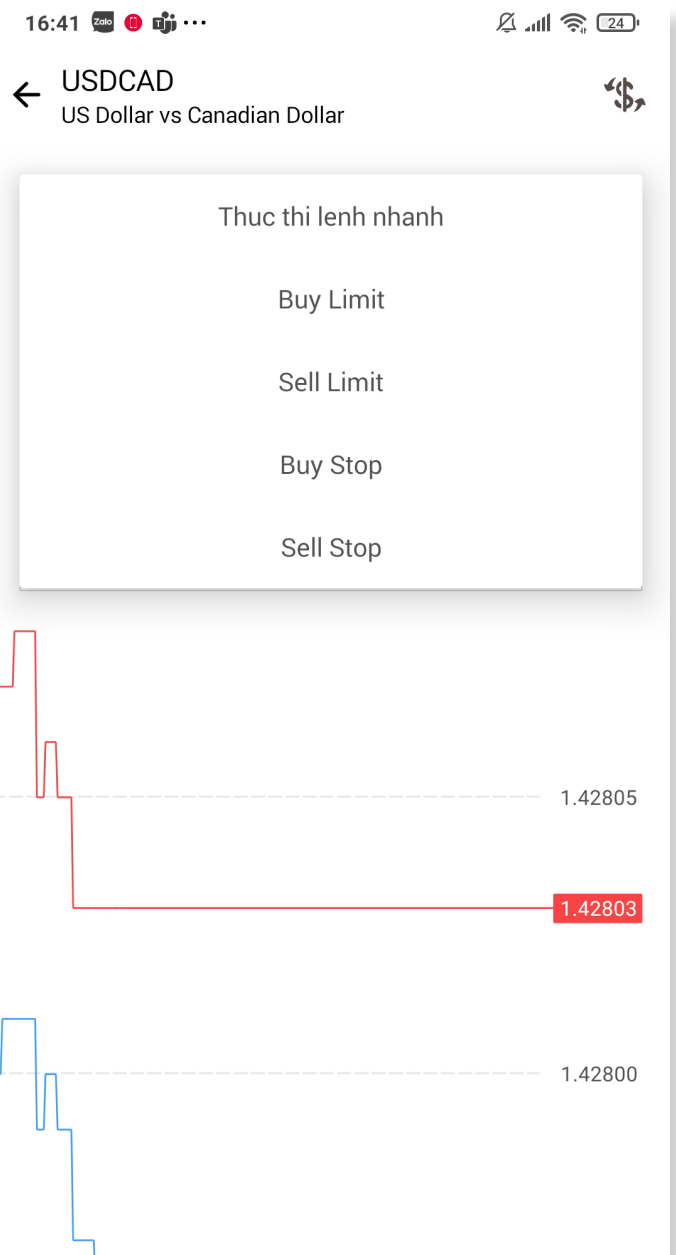 16:41 Zalo 24
USDCAD
US Dollar vs Canadian Dollar
Thuc thi lenh nhanh
Buy Limit
Sell Limit
Buy Stop
Sell Stop
1.42805
1.42803
1.42800